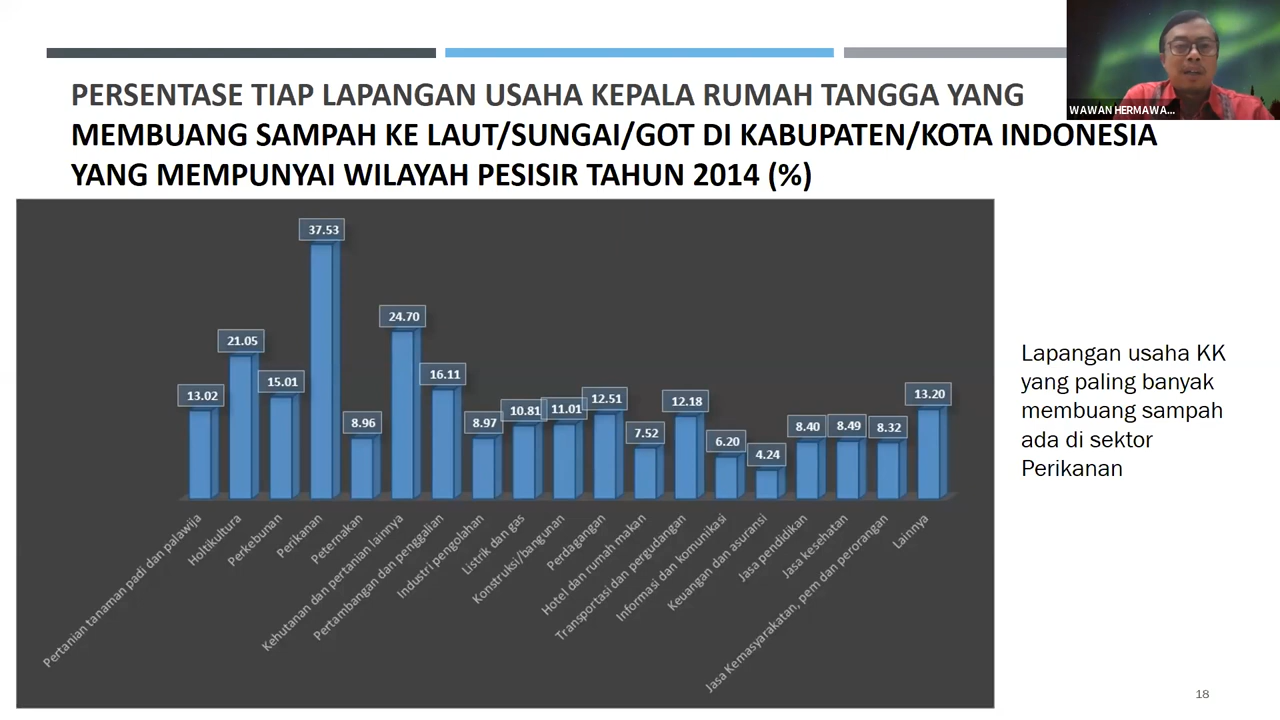 WAWAN HERMAWA...
PERSENTASE TIAP LAPANGAN USAHA KEPALA RUMAH TANGGA YANG
MEMBUANG SAMPAH KE LAUT/SUNGAI/GOT DI KABUPATEN/KOTA INDONESIA
YANG MEMPUNYAI WILAYAH PESISIR TAHUN 2014 (%)
13.02
21.05
15.01
37.53
8.96
24.70
16.11
8.97
10.81
11.01
12.51
7.52
12.18
6.20
4.24
8.40
8.49
8.32
13.20
Pertanian tanaman padi dan palawija
Holtikultura
Perkebunan
Perikanan
Peternakan
Kehutanan dan pertanian lainnya
Pertambangan dan penggalian
Industri pengolahan
Listrik dan gas
Konstruksi/bangunan
Perdagangan
Hotel dan rumah makan
Transportasi dan pergudangan
Informasi dan komunikasi
Keuangan dan asuransi
Jasa pendidikan
Jasa kesehatan
Jasa Kemasyarakatan, pem dan perorangan
Lainnya
Lapangan usaha KK
yang paling banyak
membuang sampah
ada di sektor
Perikanan
18